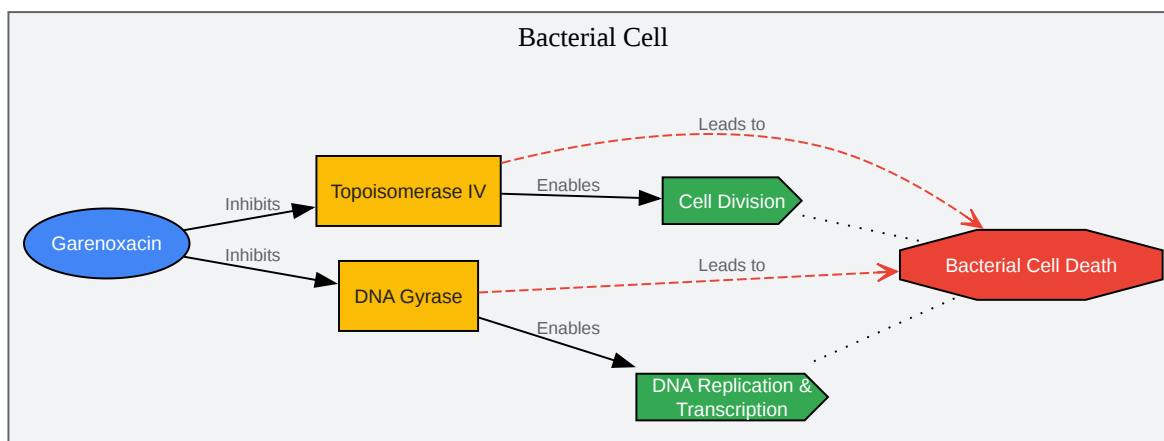 Bacterial Cell
Leads to
Topoisomerase IV
Enables
Cell Division
Inhibits
Garenoxacin
Inhibits
DNA Gyrase
Leads to
Bacterial Cell Death
Enables
DNA Replication &
Transcription